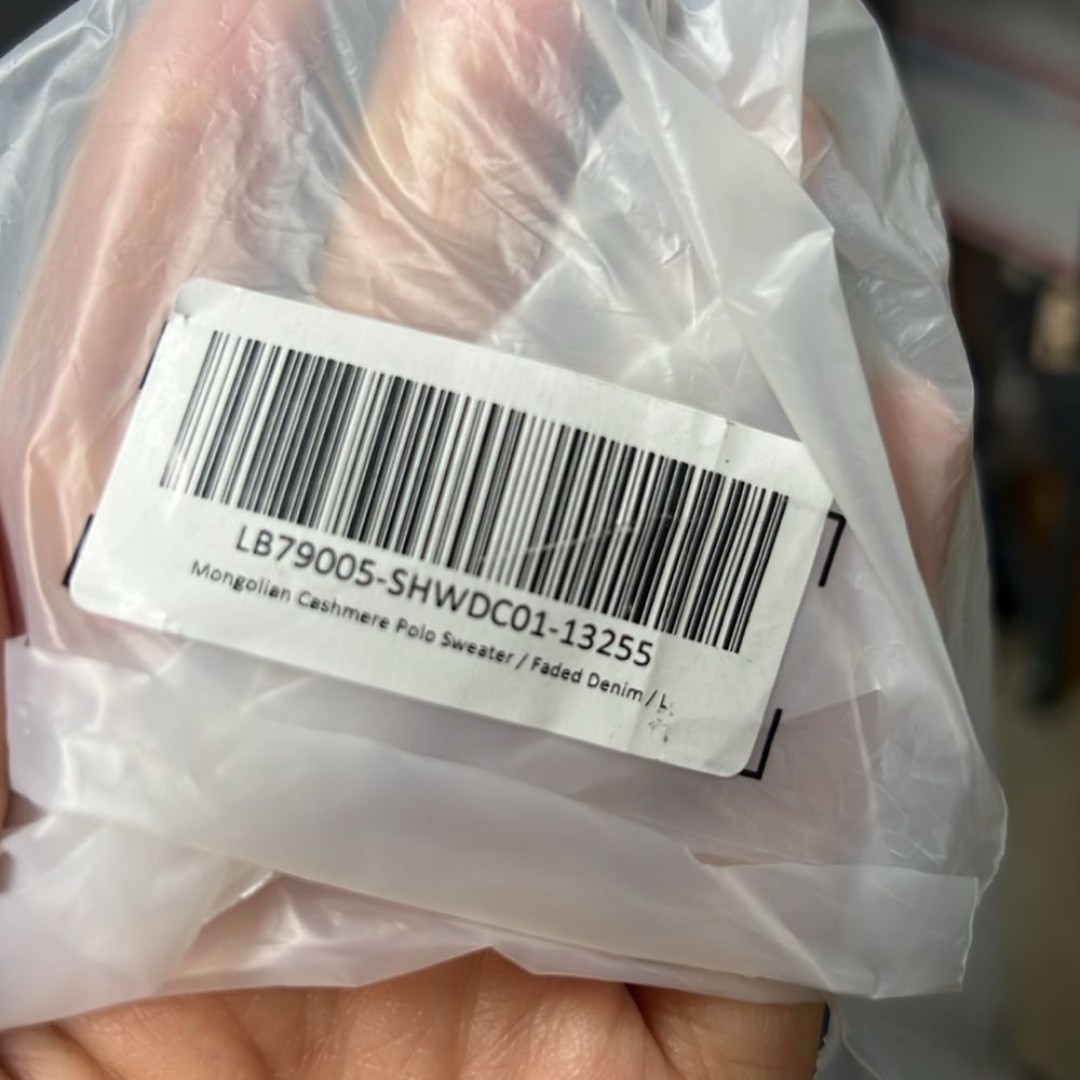 LB79005-SHWDC01-13255
Mongolian Cashmere Polo Sweater / Faded Denim / L